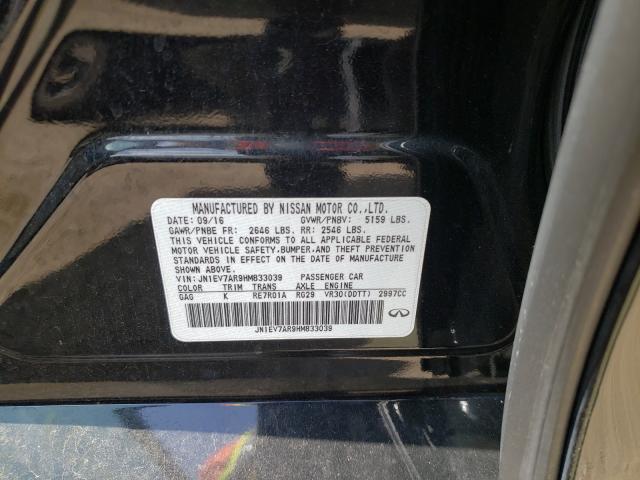 MANUFACTURED BY NISSAN MOTOR CO.,LTD.
DATE: 09/16 GVWR/PNBV: 5159 LBS.
GAWR/PNBE FR: 2646 LBS. RR: 2546 LBS.
THIS VEHICLE CONFORMS TO ALL APPLICABLE FEDERAL
MOTOR VEHICLE SAFETY,BUMPER, AND THEFT PREVENTION
STANDARDS IN EFFECT ON THE DATE OF MANUFACTURE
SHOWN ABOVE.
VIN: JN1EV7AR9HM833039 PASSENGER CAR
COLOR TRIM TRANS AXLE ENGINE
GAG K RE7R01A RG29 VR30(DDTT) 2997CC
JN1EV7AR9HM833039